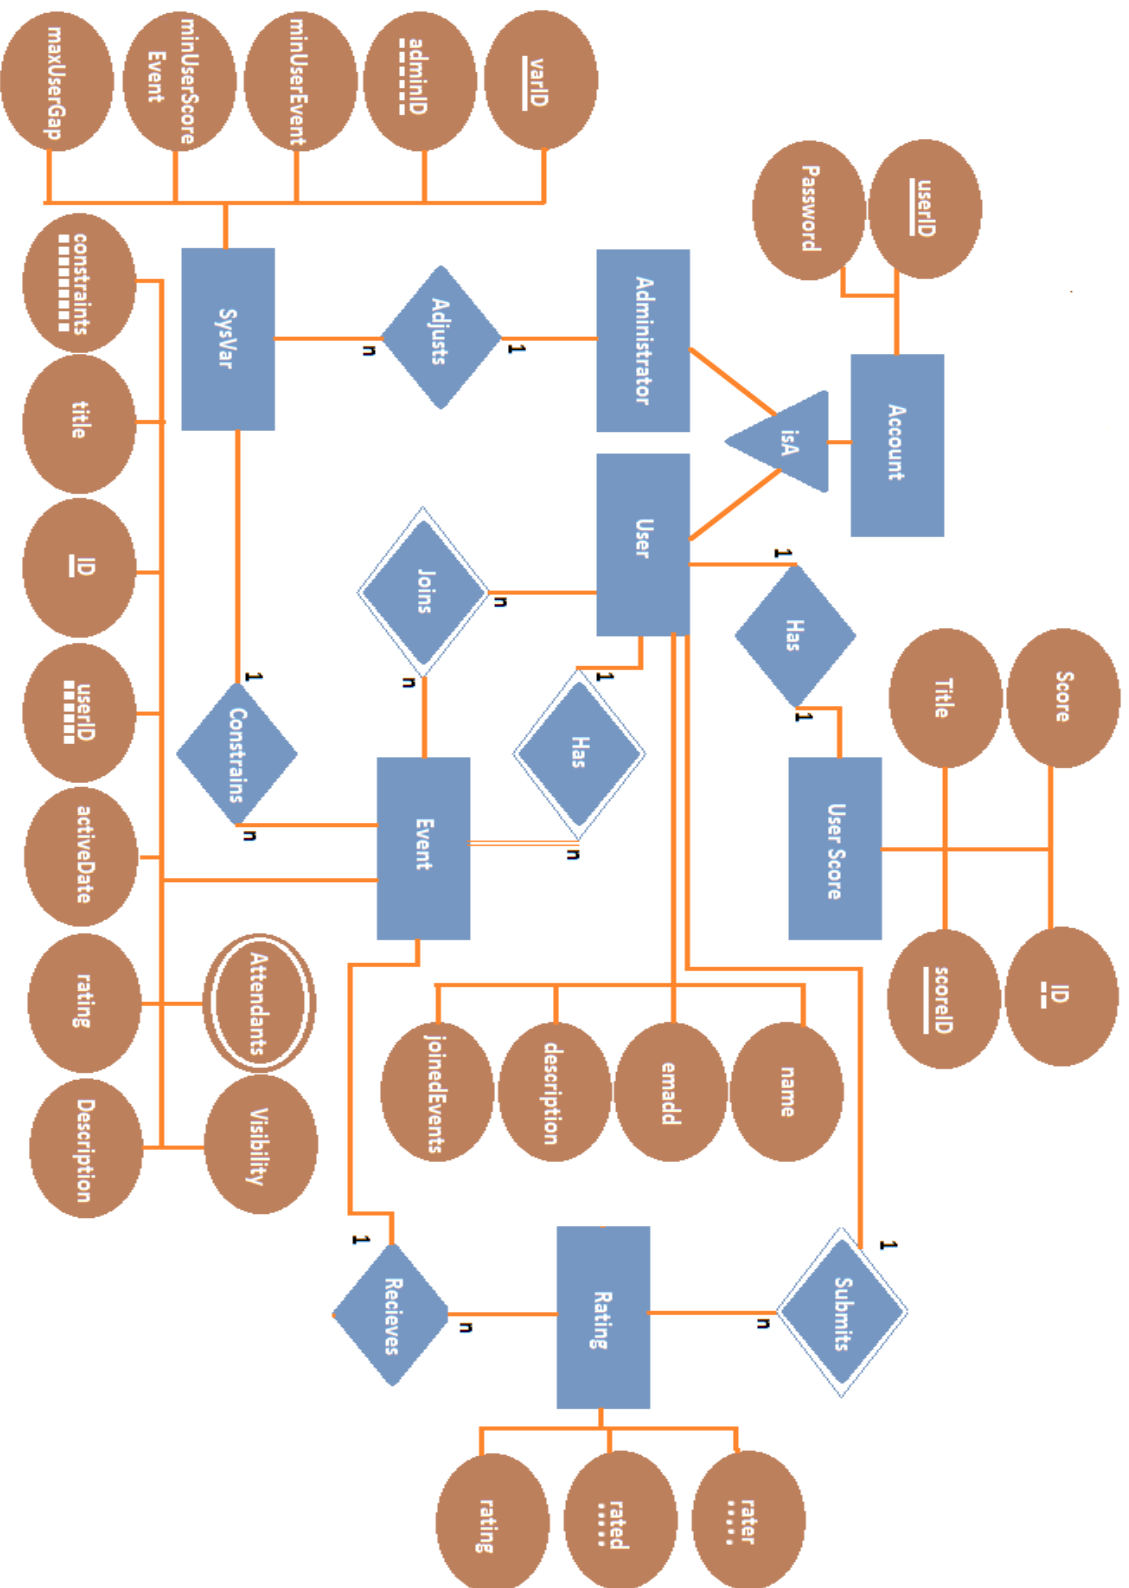 userID
Password
Account
isA
Administrator
User
1
Adjusts
n
varID
adminID
minUserEvent
minUserScore
Event
maxUserGap
SysVar
1
Has
1
User Score
Score
Title
ID
scoreID
n
Joins
n
1
Has
n
Event
1
Constrains
n
constraints
title
ID
userID
activeDate
rating
Description
Attendants
Visibility
name
emadd
description
joinedEvents
1
Submits
n
Rating
1
Recieves
n
rater
rated
rating